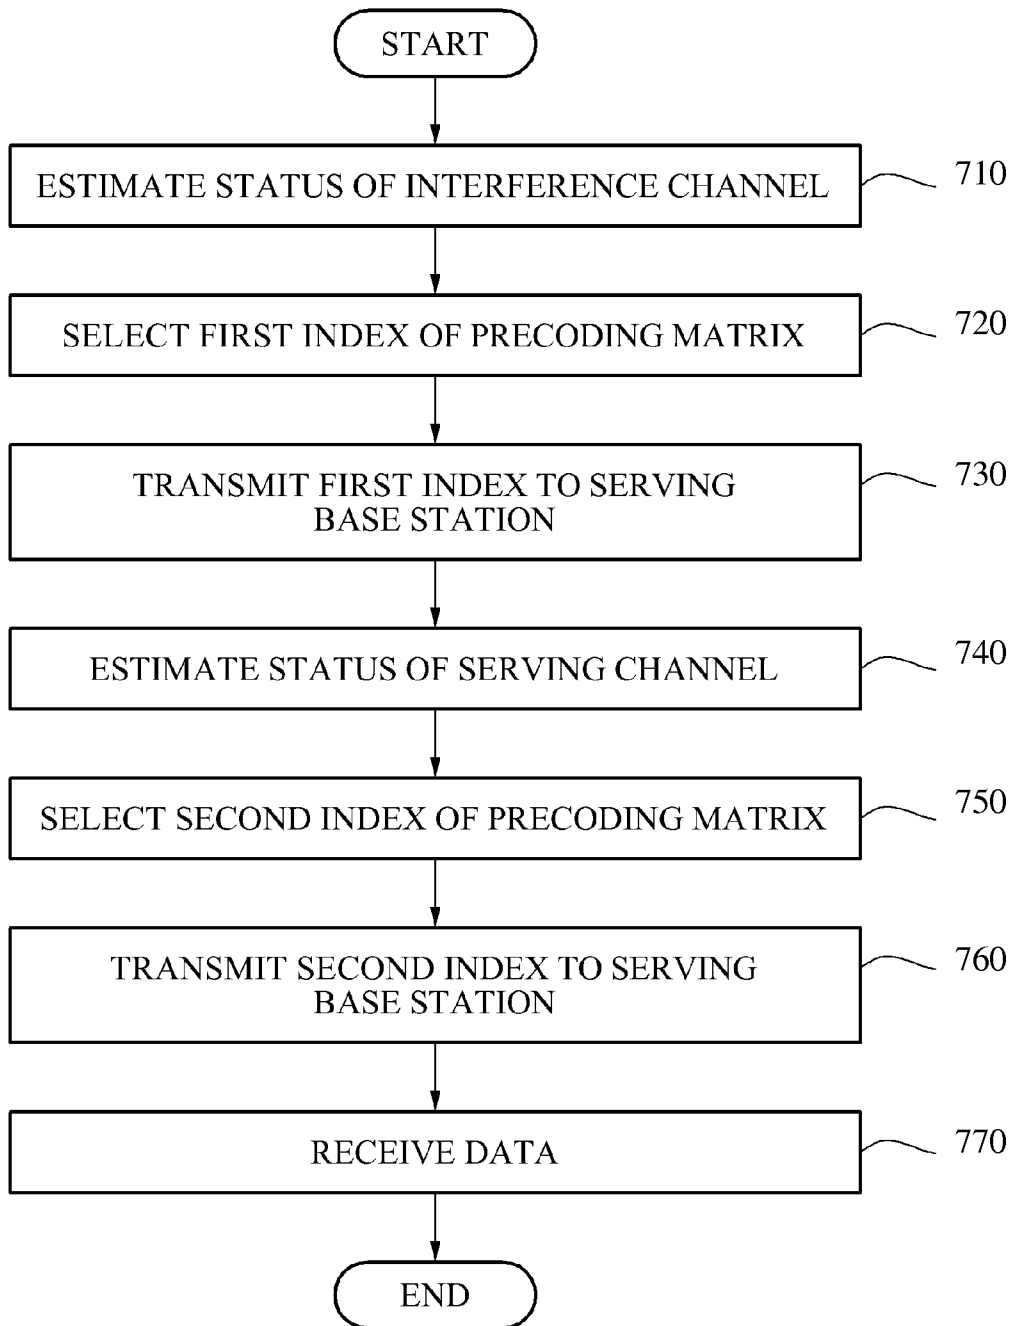 START
ESTIMATE STATUS OF INTERFERENCE CHANNEL
710
SELECT FIRST INDEX OF PRECODING MATRIX
720
TRANSMIT FIRST INDEX TO SERVING
BASE STATION
730
ESTIMATE STATUS OF SERVING CHANNEL
740
SELECT SECOND INDEX OF PRECODING MATRIX
750
TRANSMIT SECOND INDEX TO SERVING
BASE STATION
760
RECEIVE DATA
770
END